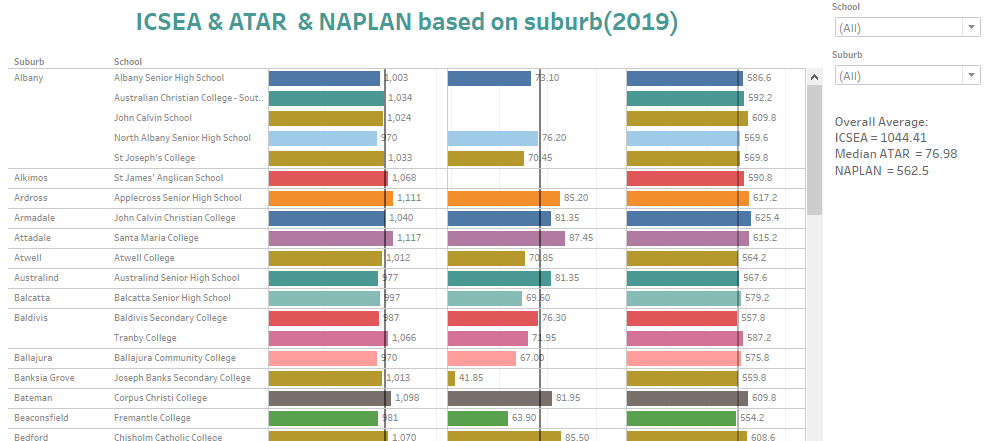 ICSEA & ATAR  & NAPLAN based on suburb(2019)
School
(All)
Suburb
(All)
Overall Average:
ICSEA = 1044.41
Median ATAR  = 76.98
NAPLAN  = 562.5
Suburb School
Albany Albany Senior High School 1,003 73.10 586.6
Australian Christian College - Sout.. 1,034 592.2
John Calvin School 1,024 609.8
North Albany Senior High School 970 76.20 569.6
St Joseph's College 1,033 70.45 569.8
Alkimos St James' Anglican School 1,068 590.8
Ardross Applecross Senior High School 1,111 85.20 617.2
Armadale John Calvin Christian College 1,040 81.35 625.4
Attadale Santa Maria College 1,117 87.45 615.2
Atwell Atwell College 1,012 70.85 564.2
Australind Australind Senior High School 977 81.35 567.6
Balcatta Balcatta Senior High School 997 69.60 579.2
Baldivis Baldivis Secondary College 987 76.30 557.8
Tranby College 1,066 71.95 587.2
Ballajura Ballajura Community College 970 67.00 575.8
Banksia Grove Joseph Banks Secondary College 1,013 41.85 559.8
Bateman Corpus Christi College 1,098 81.95 609.8
Beaconsfield Fremantle College 981 63.90 554.2
Bedford Chisholm Catholic College 1,070 85.50 608.6